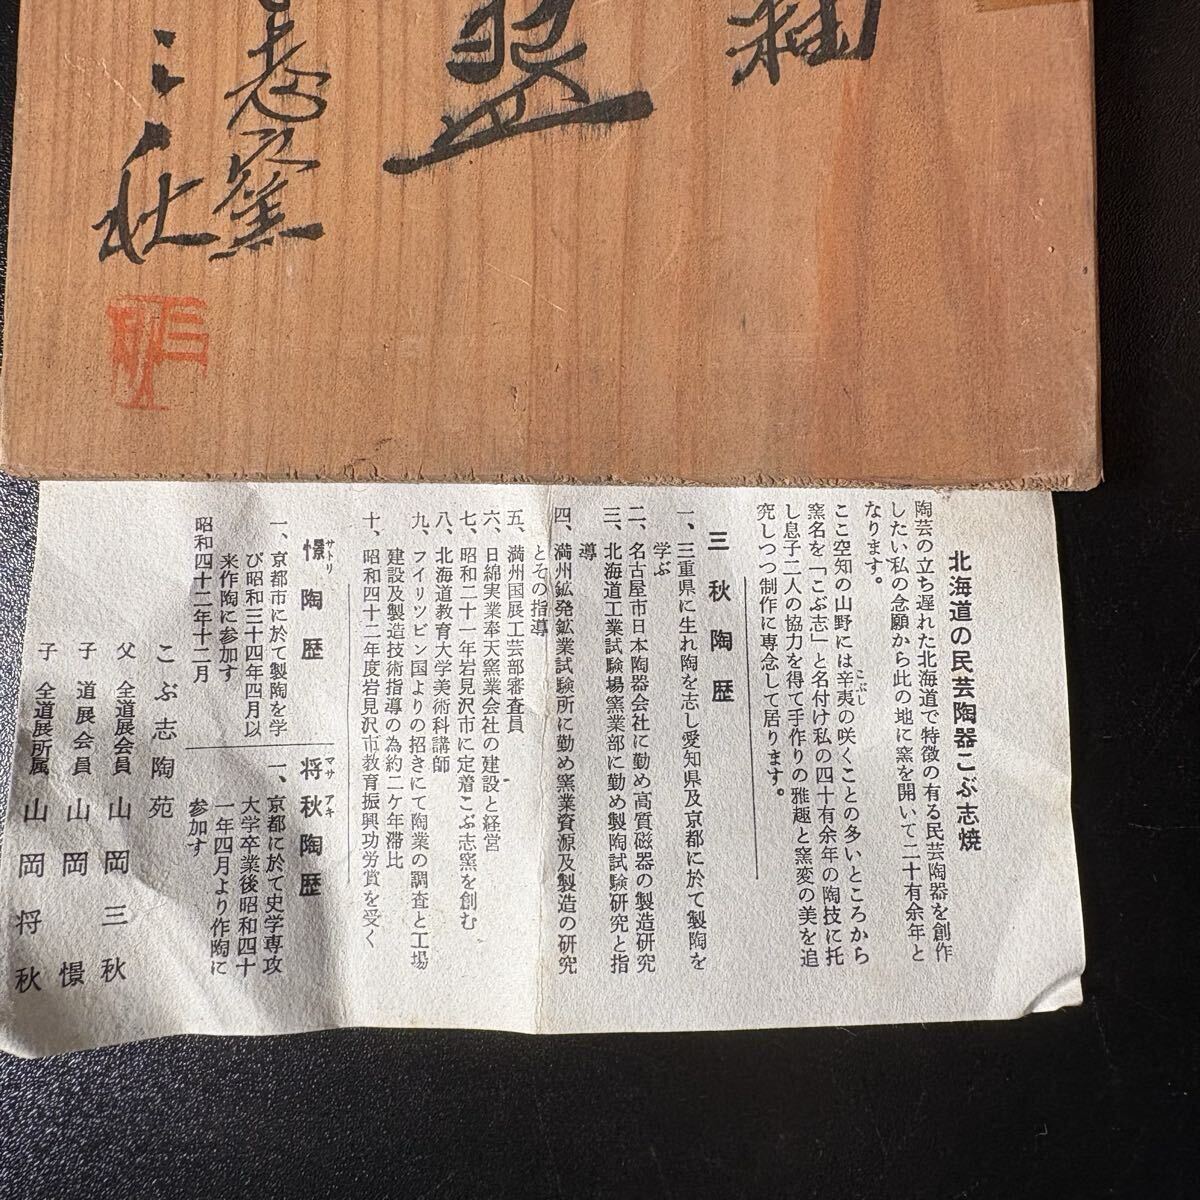 釉
盌
志窯
三秋
北海道の民芸陶器こぶ志焼
陶芸の立ち遅れた北海道で特徴の有る民芸陶器を創作
したい私の念願から此の地に窯を開いて二十有余年と
なります。
ここ空知の山野には辛夷の咲くことの多いところから
こぶし
窯名を「こぶ志」と名付け私の四十有余年の陶技に托
し息子二人の協力を得て手作りの雅趣と窯変の美を追
究しつつ制作に専念して居ります。
三秋陶歴
一、三重県に生れ陶を志し愛知県及京都に於て製陶を
学ぶ
二、名古屋市日本陶器会社に勤め高質磁器の製造研究
三、北海道工業試験場窯業部に勤め製陶試験研究と指
導
四、満州鉱発鉱業試験所に勤め窯業資源及製造の研究
とその指導
五、満州国展工芸部審査員
六、日綿実業奉天窯業会社の建設と経営
七、昭和二十一年岩見沢市に定着こぶ志窯を創む
八、北海道教育大学美術科講師
九、フイリツピン国よりの招きにて陶業の調査と工場
建設及製造技術指導の為約二ケ年滞比
十、昭和四十二年度岩見沢市教育振興功労賞を受く
憬陶歴
サトリ
一、京都市に於て製陶を学
び昭和三十四年四月以
来作陶に参加す
昭和四十二年十二月
将秋陶歴
マサアキ
一、京都に於て史学専攻
大学卒業後昭和四十
一年四月より作陶に
参加す
こぶ志陶苑
父 全道展会員 山岡三秋
子 道展会員 山岡憬
子 全道展所属 山岡将秋